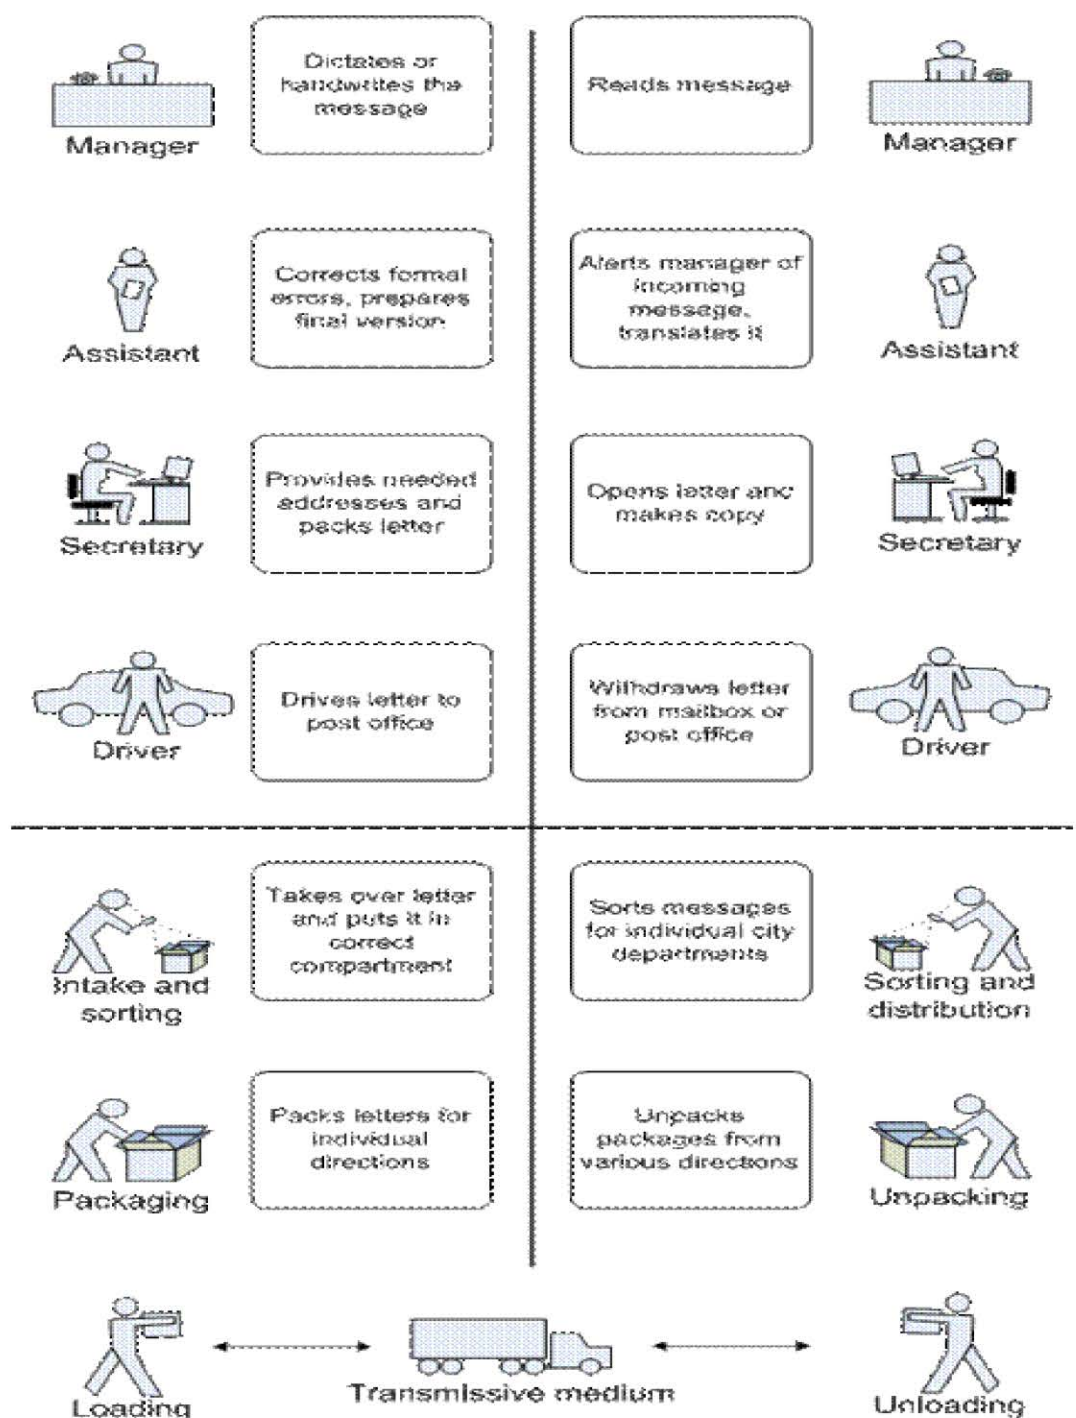 Manager
Dictates or
handwrites the
message
Reads message
Manager
Assistant
Corrects formal
errors, prepares
final version
Alerts manager of
incoming
message,
translates it
Assistant
Secretary
Provides needed
addresses and
packs letter
Opens letter and
makes copy
Secretary
Driver
Drives letter to
post office
Withdraws letter
from mailbox or
post office
Driver
Intake and
sorting
Takes over letter
and puts it in
correct
compartment
Sorts messages
for individual city
departments
Sorting and
distribution
Packaging
Packs letters for
individual
directions
Unpacks
packages from
various directions
Unpacking
Loading
Transmissive medium
Unloading